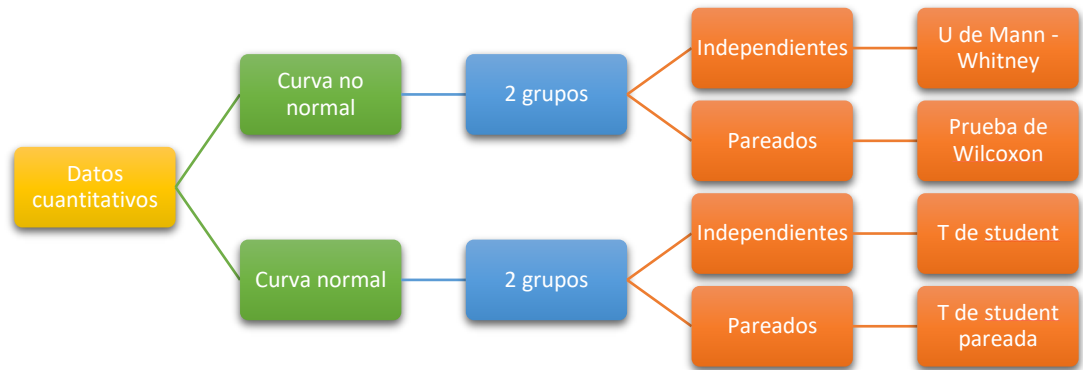 Datos
cuantitativos
Curva no
normal
2 grupos
Independientes
U de Mann -
Whitney
Pareados
Prueba de
Wilcoxon
Curva normal
2 grupos
Independientes
T de student
Pareados
T de student
pareada